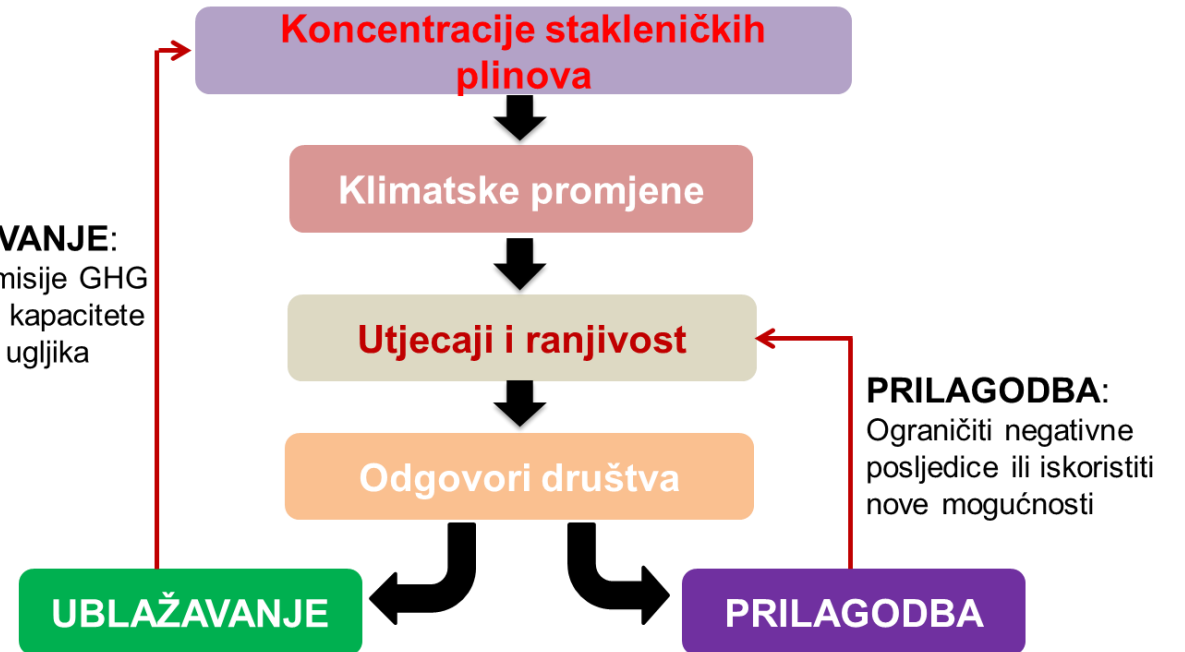 Koncentracije stakleničkih
plinova
Klimatske promjene
VANJE:
misije GHG
kapacitete
ugljika
Utjecaji i ranjivost
PRILAGODBA:
Ograničiti negativne
posljedice ili iskoristiti
nove mogućnosti
Odgovori društva
UBLAŽAVANJE
PRILAGODBA